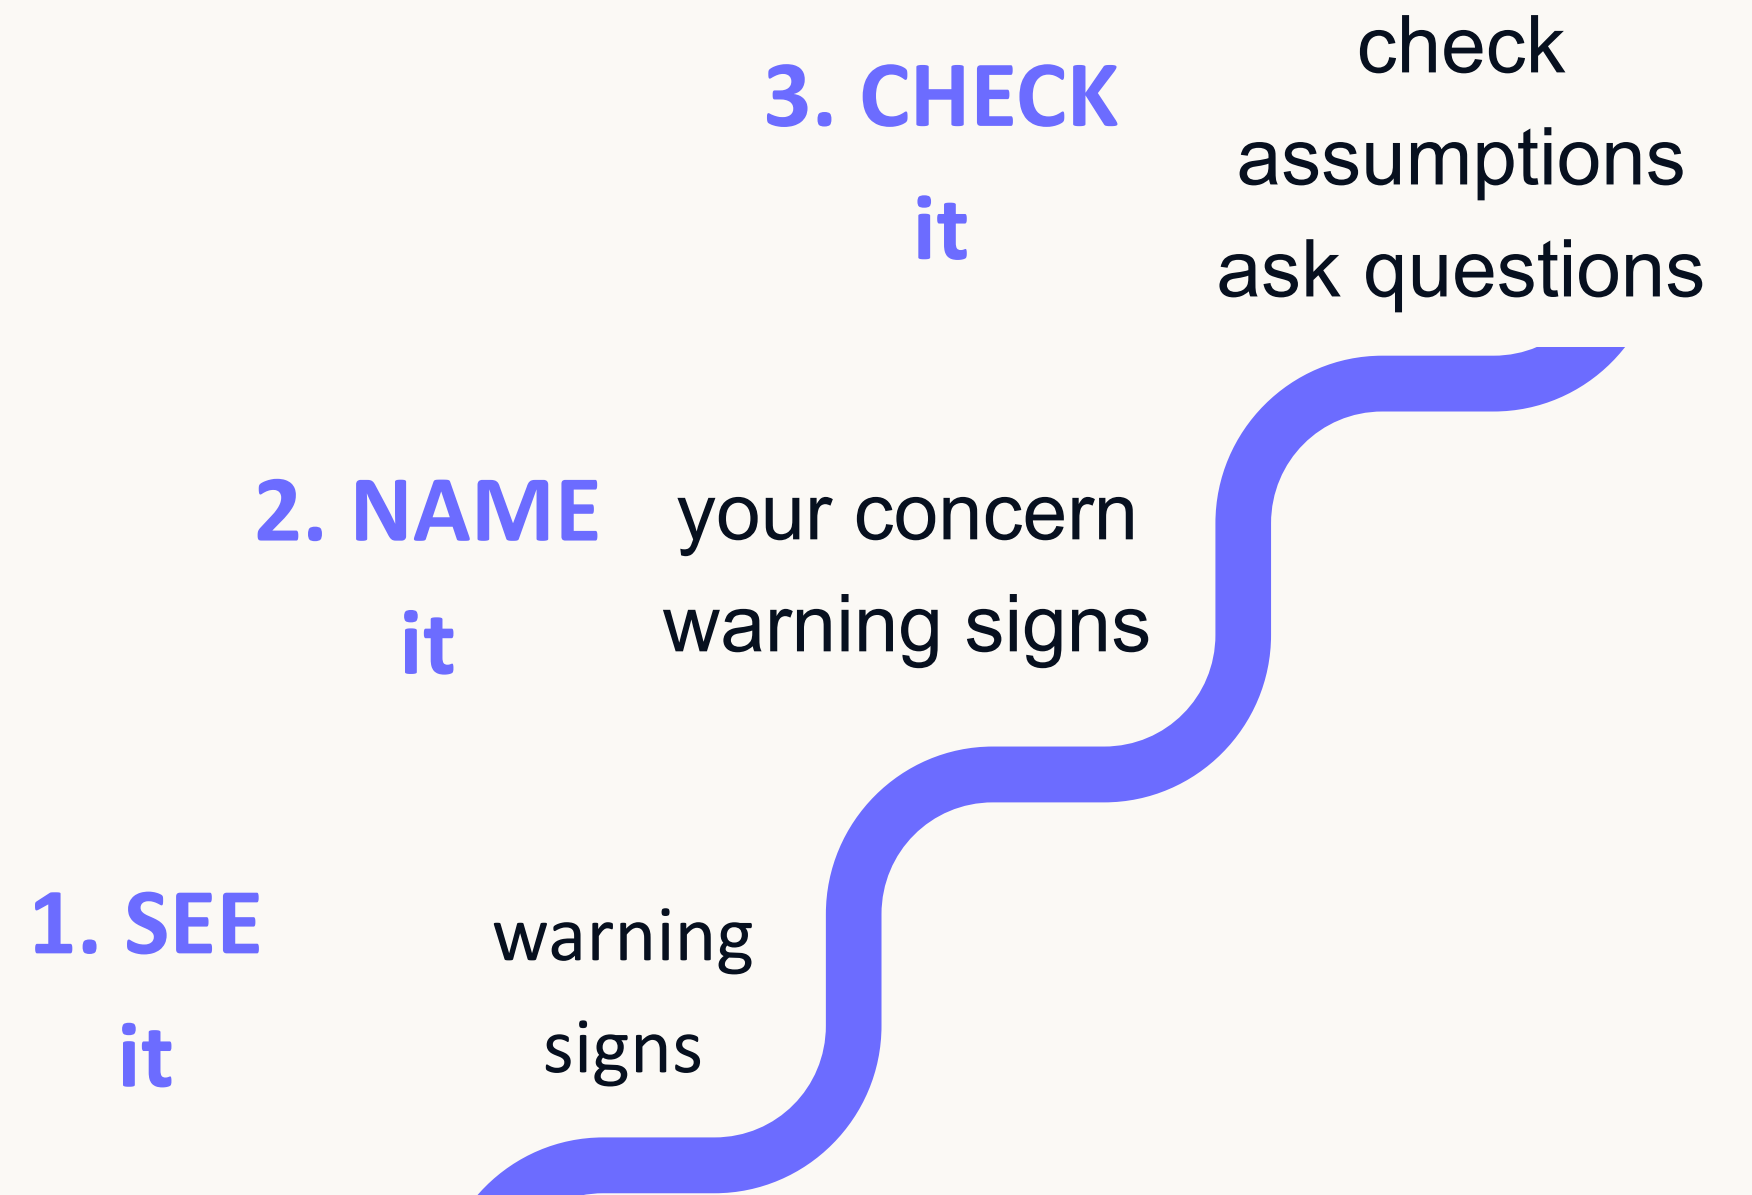 3. CHECK
it
check
assumptions
ask questions
2. NAME
it
your concern
warning signs
1. SEE
it
warning
signs